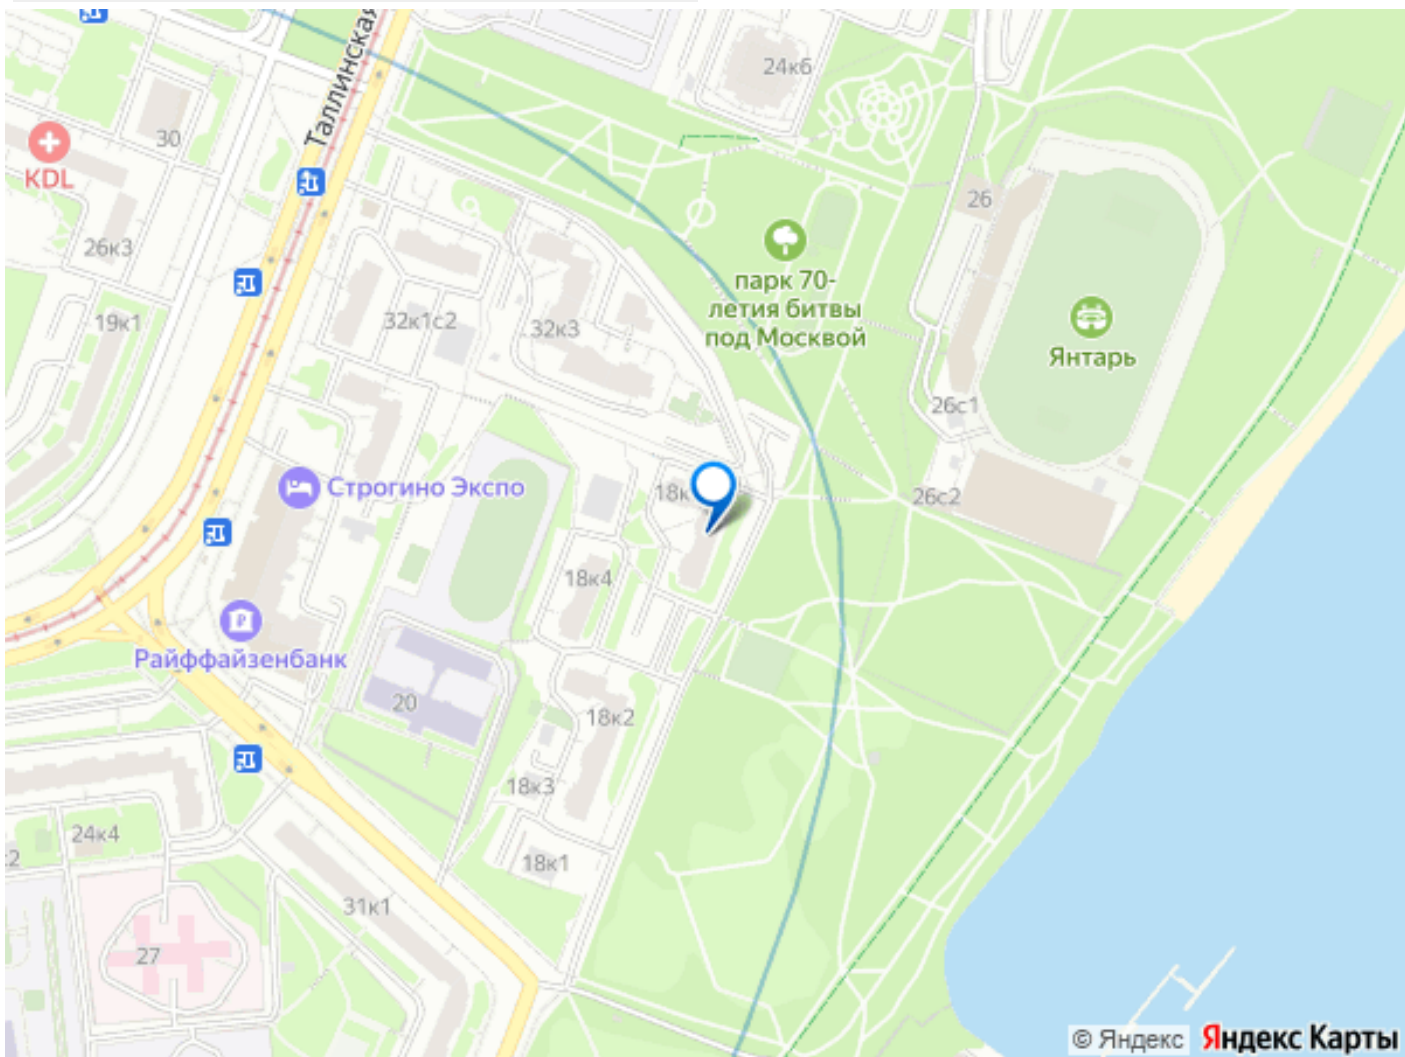 Таллинская
24к6
30
KDL
26
26к3
парк 70-
летия битвы
под Москвой
19к1
32к1с2
32к3
Янтарь
26с1
Строгино Экспо
18к
26с2
18к4
Райффайзенбанк
20
18к2
18к3
24к4
18к1
31к1
27
© Яндекс
Яндекс Карты